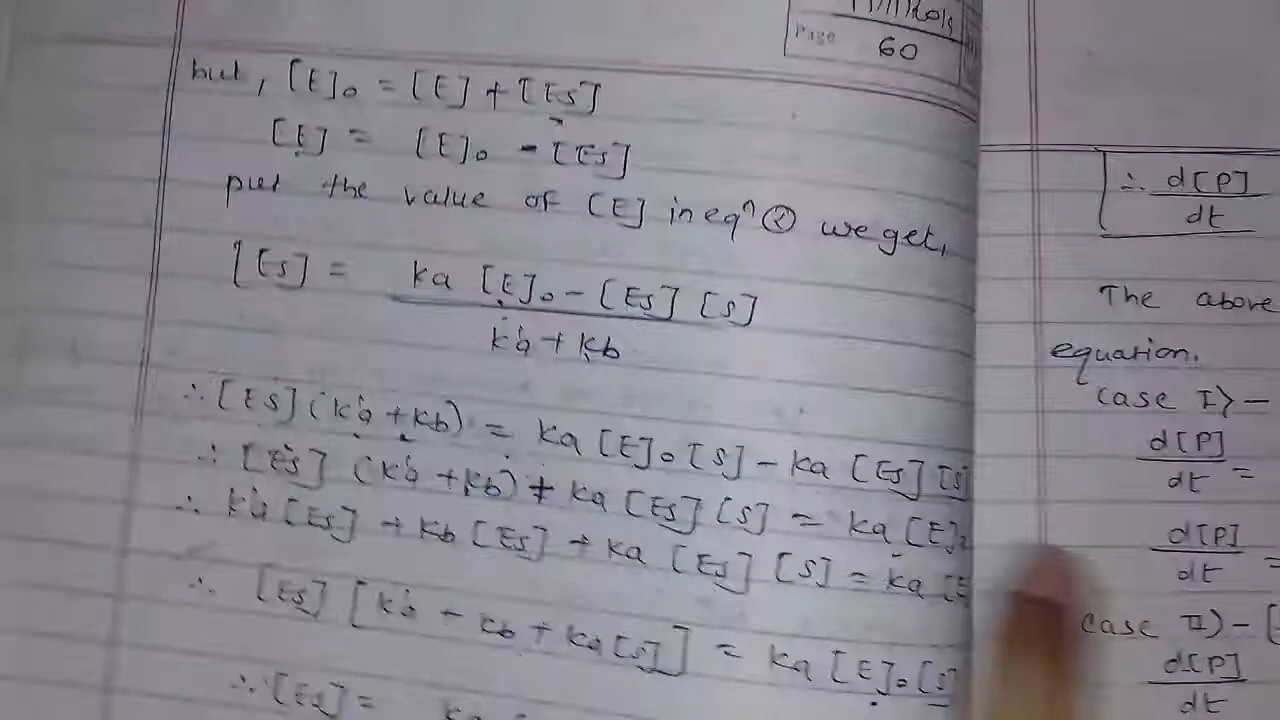 Page 60
but, [E]₀ = [E] + [ES]
[E] = [E]₀ - [ES]
put the value of [E] in eqⁿ ② we get,
[ES] = ka [E]₀ - [ES] [S]
k'a + kb
∴ [ES] (k'a + kb) = ka [E]₀ [S] - ka [ES] [S]
∴ [ES] (k'a + kb) + ka [ES] [S] = ka [E]₀
∴ k'a [ES] + kb [ES] + ka [ES] [S] = ka [E
∴ [ES] [k'a + kb + ka [S]] = ka [E]₀ [S]
∴ [ES] =
∴ d[P]
dt
The above
equation.
case I) -
d[P]
dt =
d[P]
dt =
case II) - [
d[P]
dt